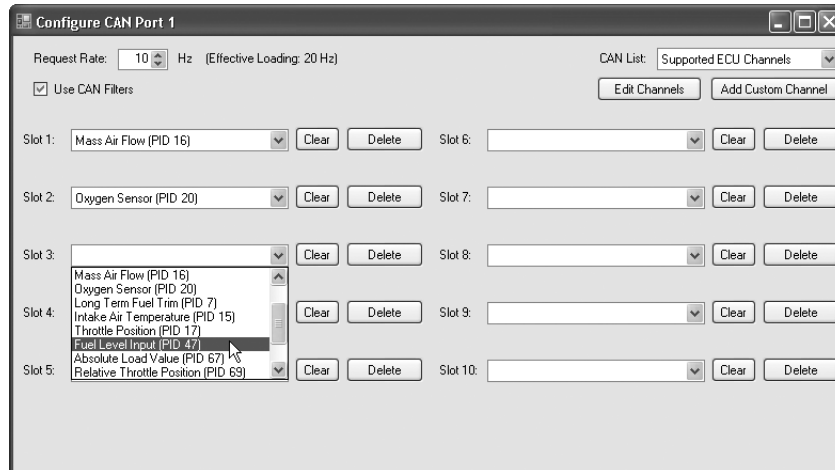 Configure CAN Port 1
Request Rate: 10 Hz (Effective Loading: 20 Hz) CAN List: Supported ECU Channels
Use CAN Filters Edit Channels Add Custom Channel
Slot 1: Mass Air Flow (PID 16) Clear Delete Slot 6: Clear Delete
Slot 2: Oxygen Sensor (PID 20) Clear Delete Slot 7: Clear Delete
Slot 3: Clear Delete Slot 8: Clear Delete
Mass Air Flow (PID 16)
Oxygen Sensor (PID 20)
Long Term Fuel Trim (PID 7)
Slot 4: Intake Air Temperature (PID 15) Clear Delete Slot 9: Clear Delete
Throttle Position (PID 17)
Fuel Level Input (PID 47)
Absolute Load Value (PID 67)
Slot 5: Relative Throttle Position (PID 69) Clear Delete Slot 10: Clear Delete